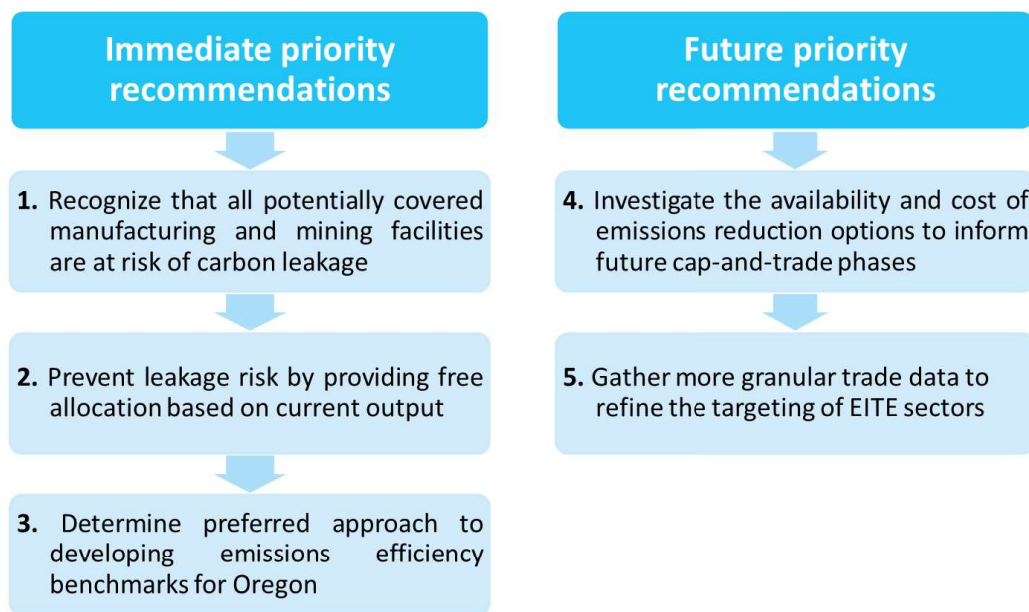 Immediate priority
recommendations
1. Recognize that all potentially covered
manufacturing and mining facilities
are at risk of carbon leakage
2. Prevent leakage risk by providing free
allocation based on current output
3. Determine preferred approach to
developing emissions efficiency
benchmarks for Oregon
Future priority
recommendations
4. Investigate the availability and cost of
emissions reduction options to inform
future cap-and-trade phases
5. Gather more granular trade data to
refine the targeting of EITE sectors